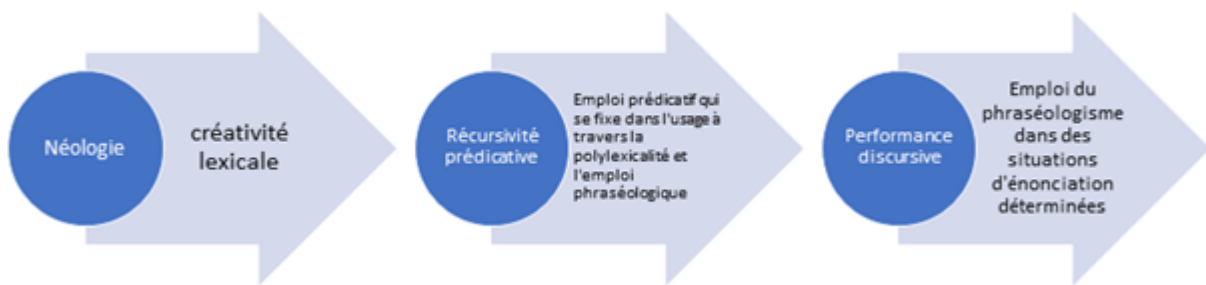 Néologie
créativité
lexicale
Récursivité
prédicative
Emploi prédicatif qui
se fixe dans l'usage à
travers la
polylexicalité et
l'emploi
phraséologique
Performance
discursive
Emploi du
phraséologisme
dans des
situations
d'énonciation
déterminées